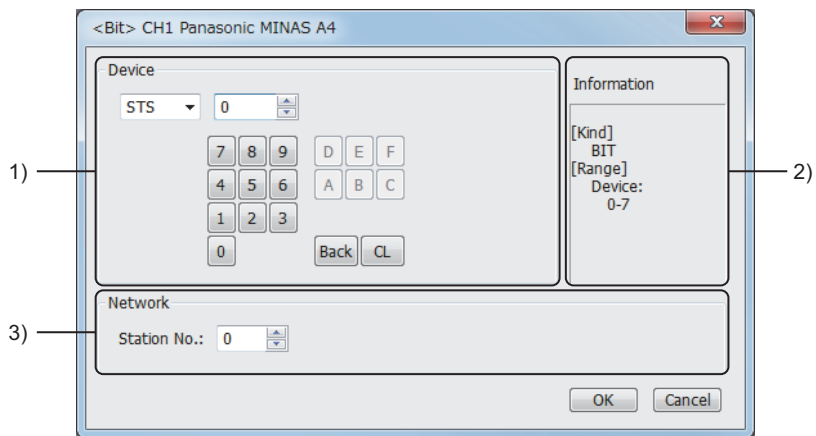 <Bit> CH1 Panasonic MINAS A4
x
Device
STS 0
7 8 9 D E F
4 5 6 A B C
1 2 3
0 Back CL
1)
Information
[Kind]
BIT
[Range]
Device:
0-7
2)
Network
Station No.: 0
3)
OK Cancel